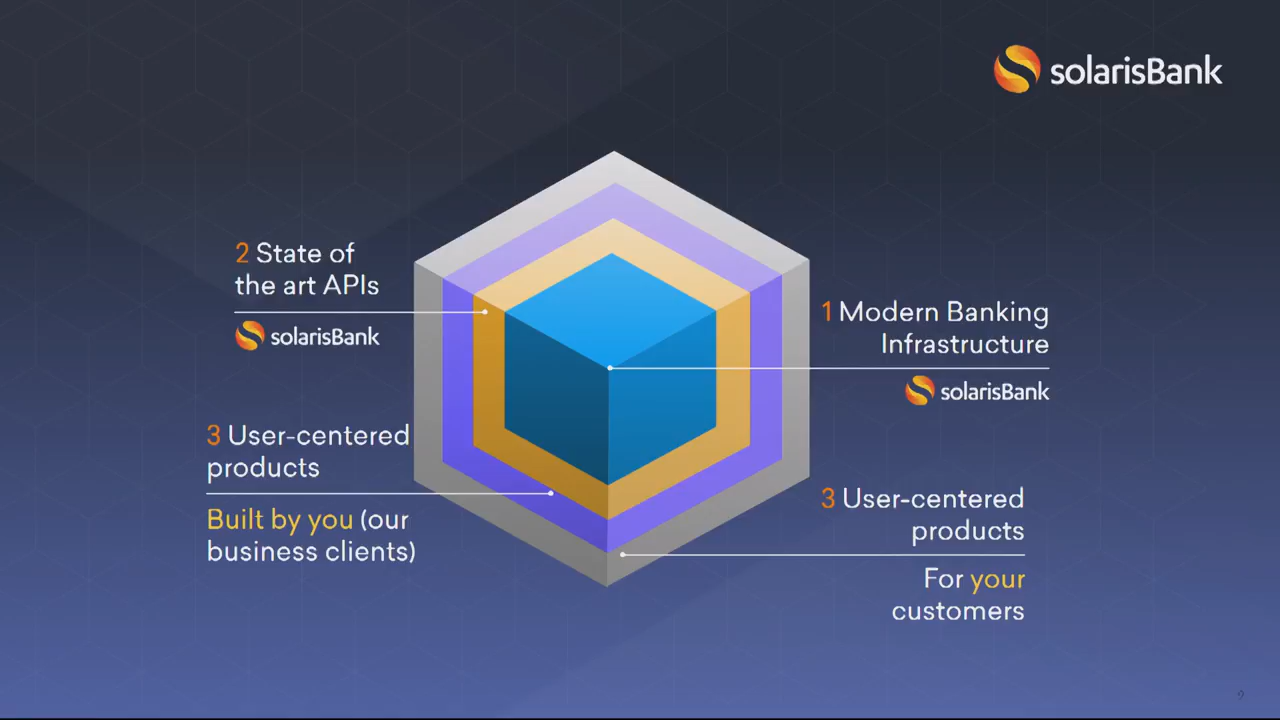 solarisBank
2 State of
the art APIs
solarisBank
1 Modern Banking
Infrastructure
solarisBank
3 User-centered
products
Built by you (our
business clients)
3 User-centered
products
For your
customers
9